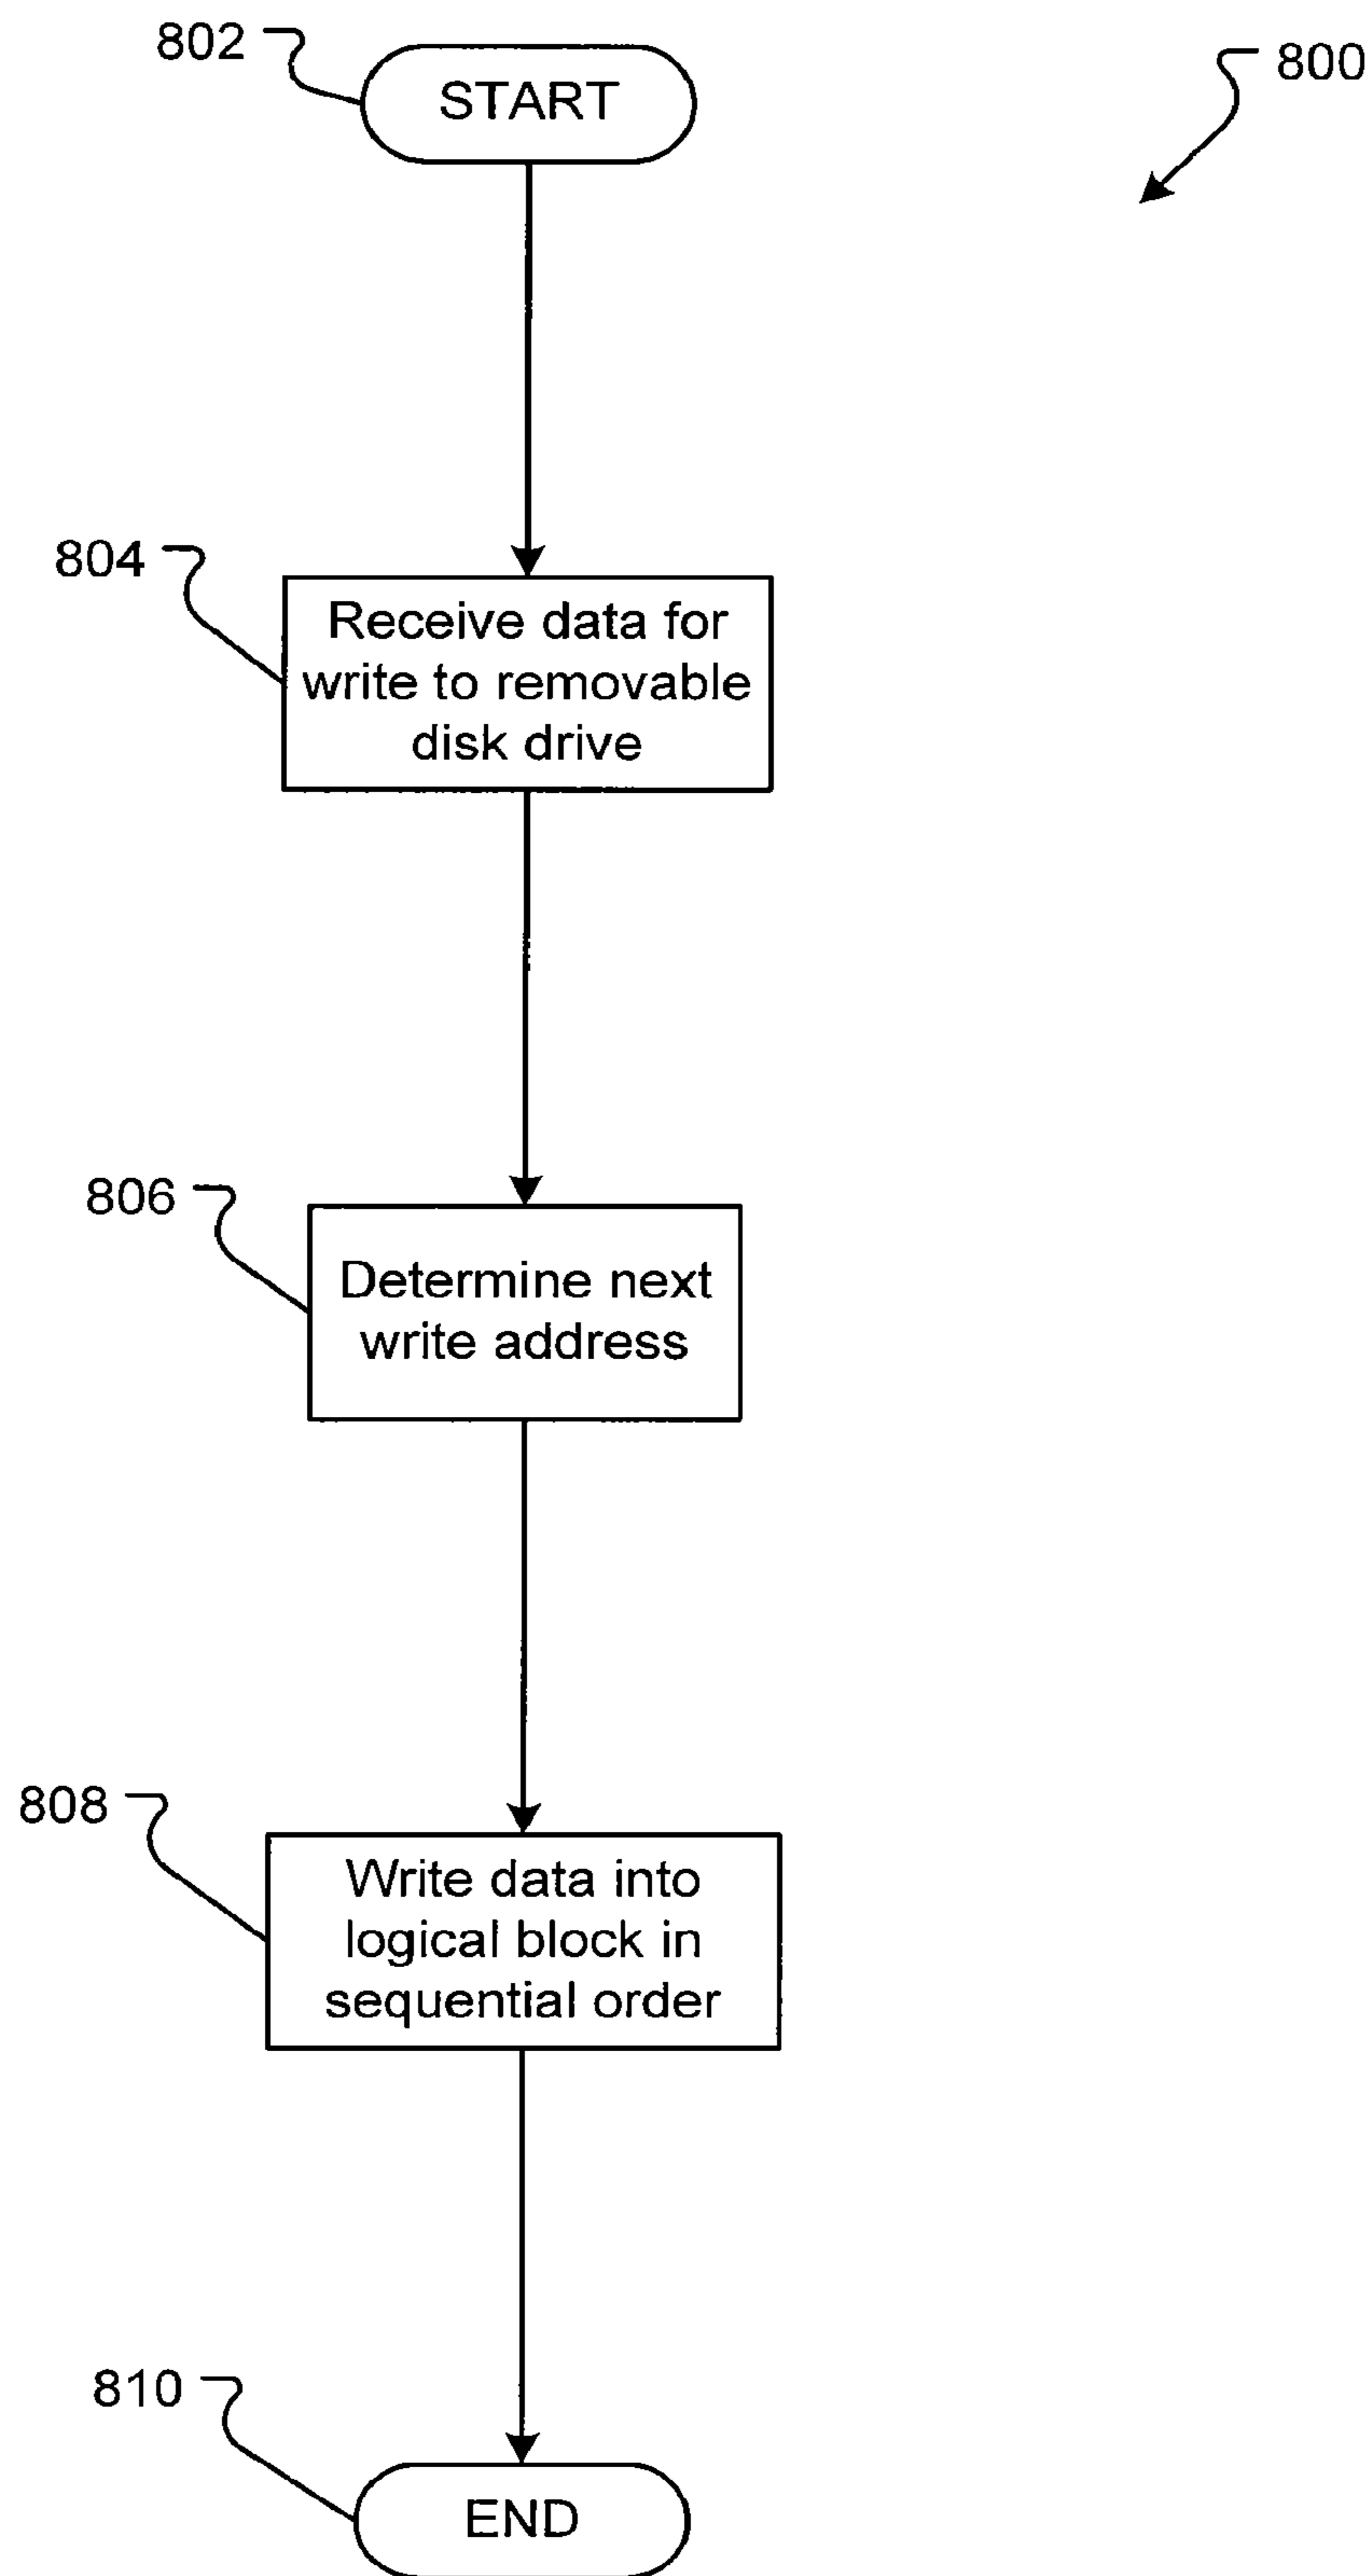 802
START
800
804
Receive data for
write to removable
disk drive
806
Determine next
write address
808
Write data into
logical block in
sequential order
810
END